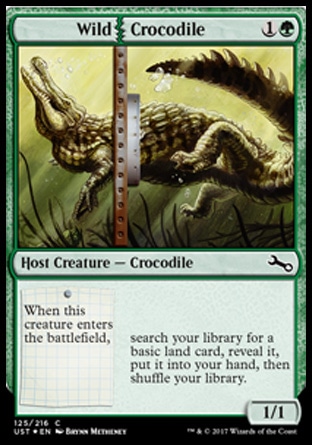 Wild Crocodile 1
Host Creature — Crocodile
When this
creature enters
the battlefield,
search your library for a
basic land card, reveal it,
put it into your hand, then
shuffle your library.
1/1
125/216 C
UST • EN Brynn Metheney
™ & © 2017 Wizards of the Coast